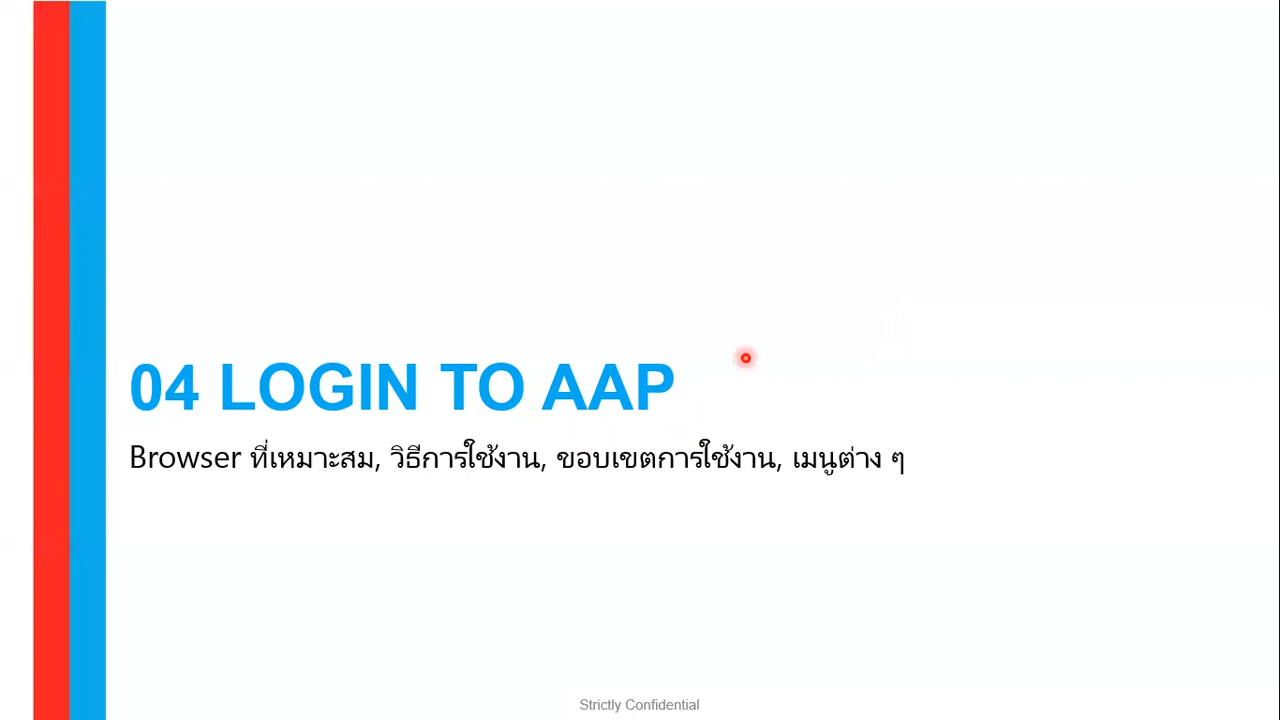 04 LOGIN TO AAP
Browser ที่เหมาะสม, วิธีการใช้งาน, ขอบเขตการใช้งาน, เมนูต่าง ๆ
Strictly Confidential